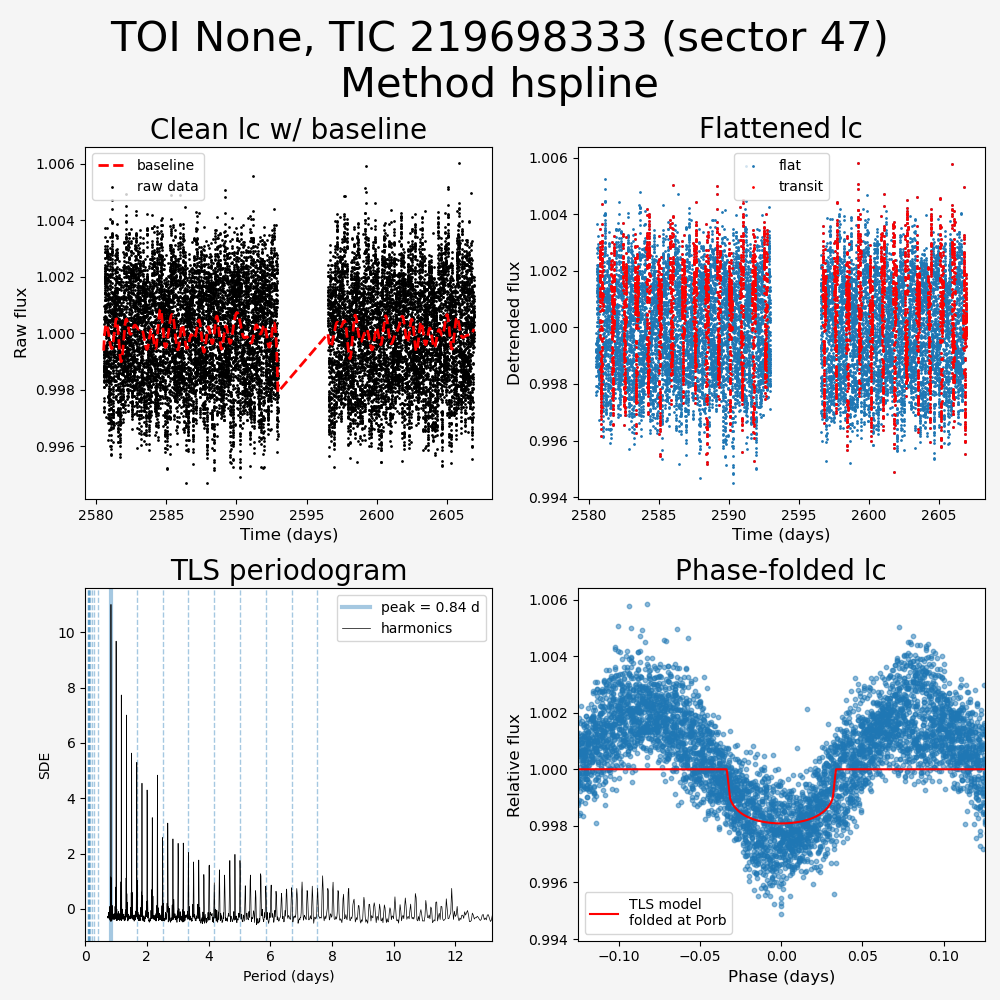 TOI None, TIC 219698333 (sector 47)
Method hspline
Clean lc w/ baseline
baseline
raw data
1.006
1.004
1.002
1.000
0.998
0.996
Raw flux
2580
2585
2590
2595
2600
2605
Time (days)
Flattened lc
flat
transit
1.006
1.004
1.002
1.000
0.998
0.996
0.994
Detrended flux
2580
2585
2590
2595
2600
2605
Time (days)
TLS periodogram
peak = 0.84 d
harmonics
10
8
6
4
2
0
SDE
0
2
4
6
8
10
12
Period (days)
Phase-folded lc
1.006
1.004
1.002
1.000
0.998
0.996
0.994
Relative flux
TLS model
folded at Porb
−0.10
−0.05
0.00
0.05
0.10
Phase (days)